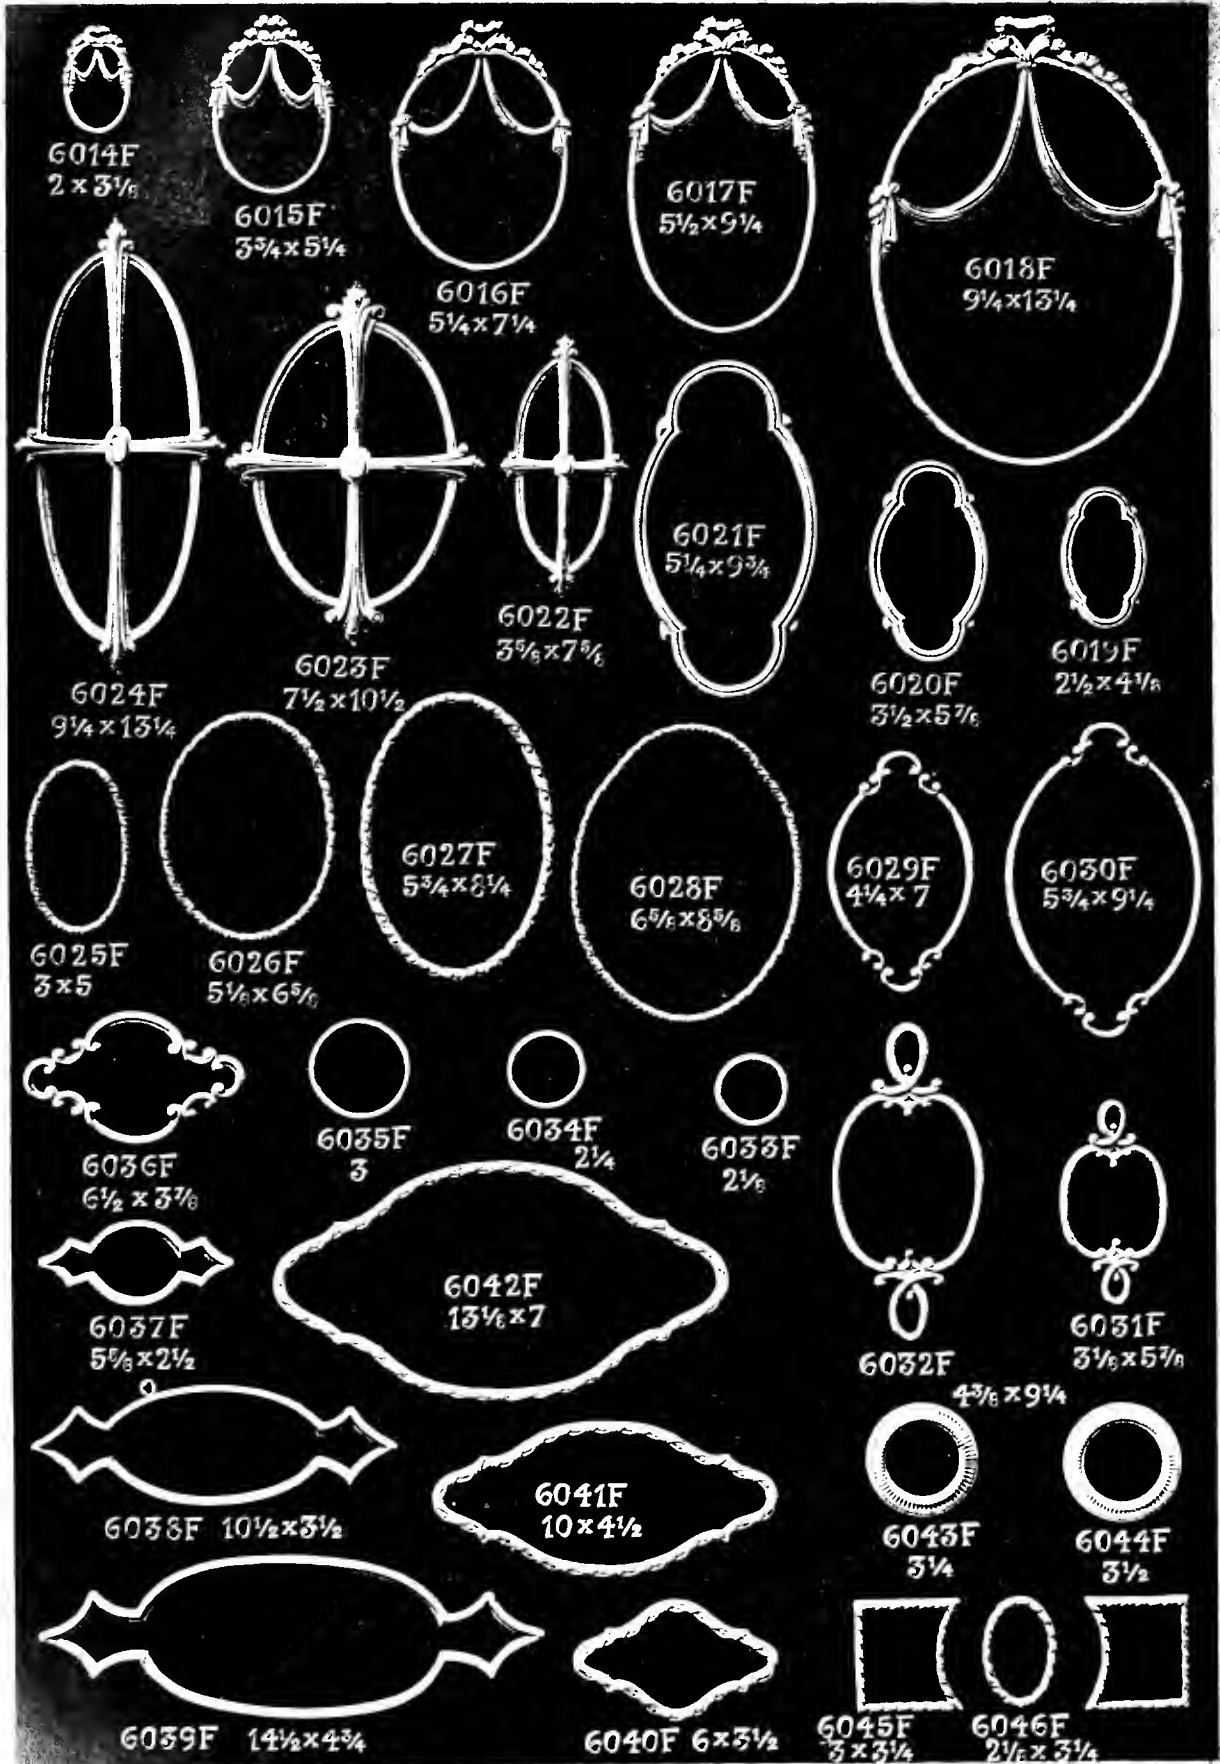 6014F
2 x 3⅛
6015F
3¾ x 5¼
6016F
5¼ x 7¼
6017F
5½ x 9¼
6018F
9¼ x 13¼
6024F
9¼ x 13¼
6023F
7½ x 10½
6022F
3⅝ x 7⅝
6021F
5¼ x 9¾
6020F
3½ x 5⅞
6019F
2½ x 4⅛
6025F
3 x 5
6026F
5⅛ x 6⅝
6027F
5¾ x 8¼
6028F
6⅝ x 8⅝
6029F
4¼ x 7
6030F
5¾ x 9¼
6036F
6½ x 3⅞
6035F
3
6034F
2¼
6033F
2⅛
6037F
5⅝ x 2½
6042F
13⅛ x 7
6032F
4⅜ x 9¼
6031F
3⅛ x 5⅞
6038F 10½ x 3½
6041F
10 x 4½
6043F
3¼
6044F
3½
6039F 14½ x 4¾
6040F 6 x 3½
6045F
3 x 3¼
6046F
2⅛ x 3¼